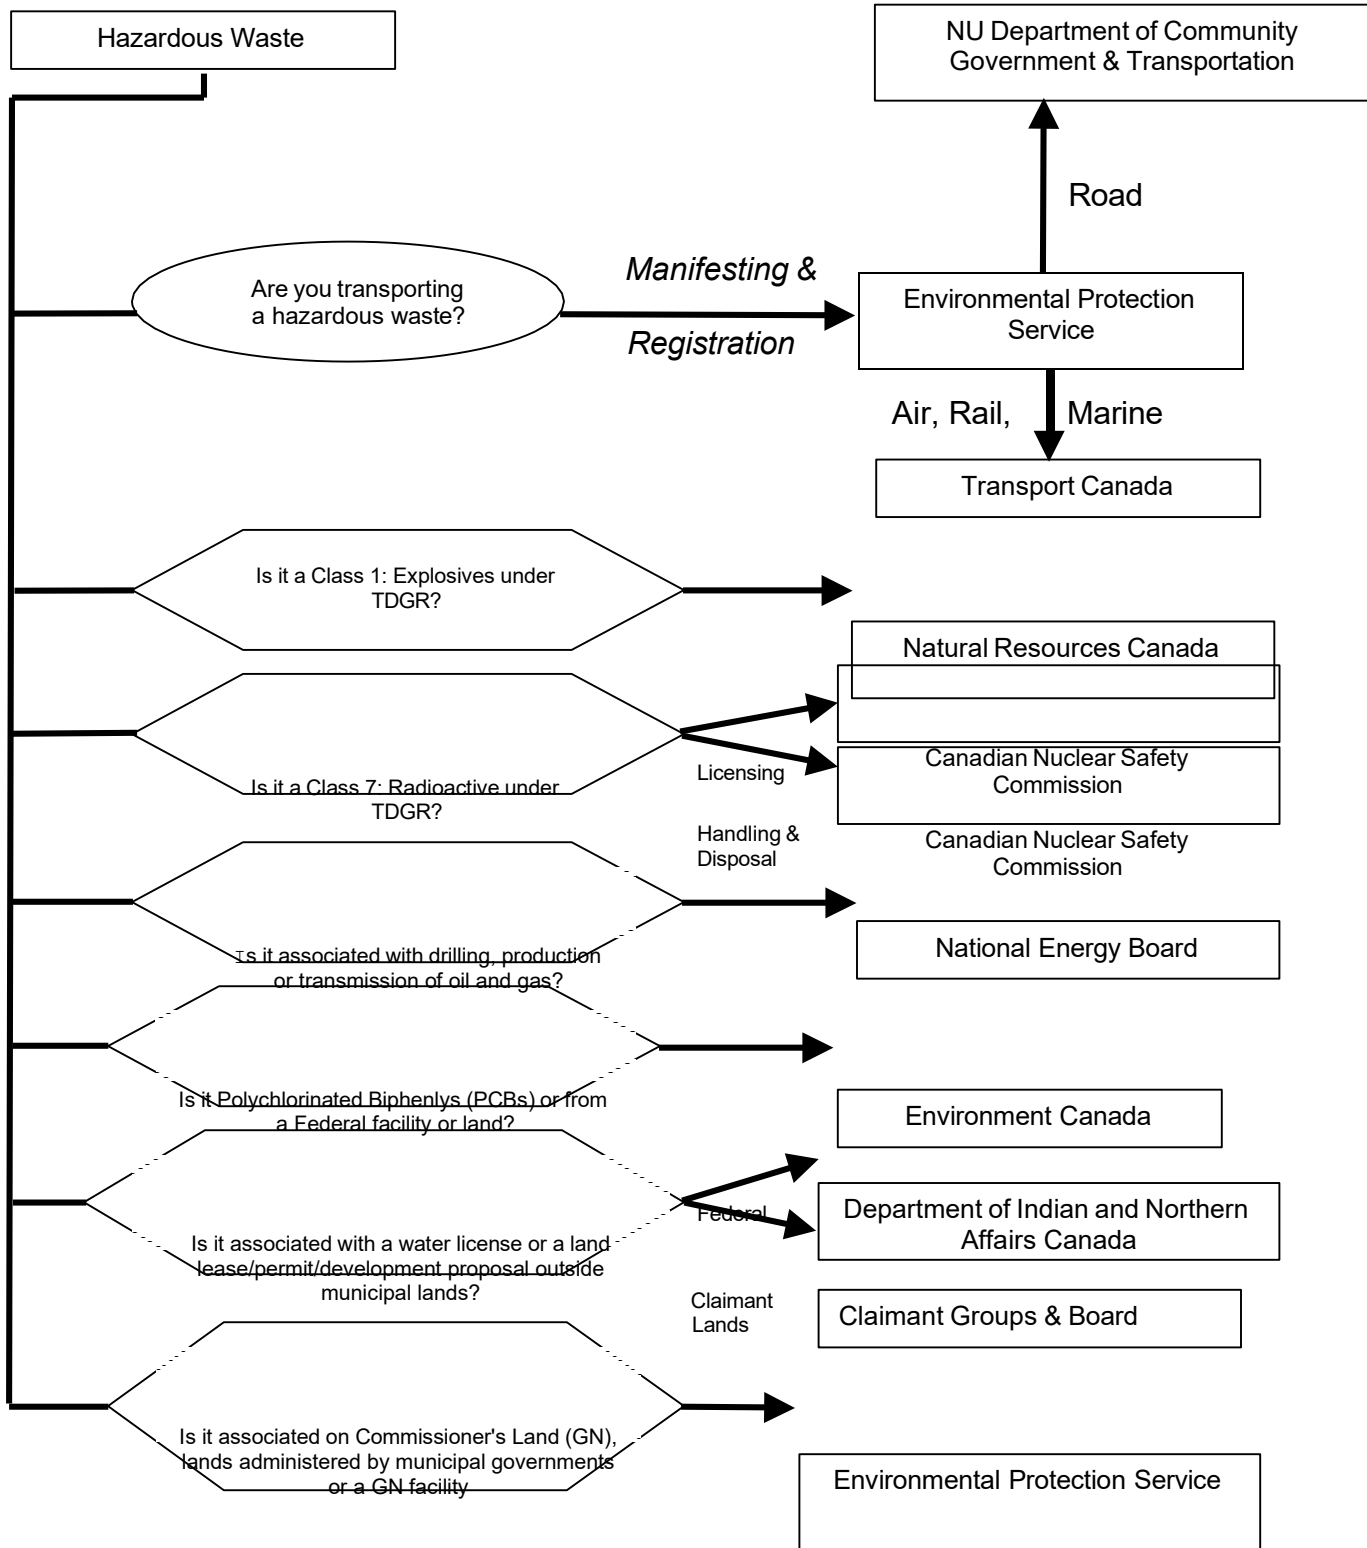 Hazardous Waste
NU Department of Community
Government & Transportation
Road
Are you transporting
a hazardous waste?
Manifesting &
Registration
Environmental Protection
Service
Air, Rail, Marine
Transport Canada
Is it a Class 1: Explosives under
TDGR?
Natural Resources Canada
Is it a Class 7: Radioactive under
TDGR?
Licensing
Canadian Nuclear Safety
Commission
Handling &
Disposal
Canadian Nuclear Safety
Commission
Is it associated with drilling, production
or transmission of oil and gas?
National Energy Board
Is it Polychlorinated Biphenlys (PCBs) or from
a Federal facility or land?
Environment Canada
Is it associated with a water license or a land
lease/permit/development proposal outside
municipal lands?
Federal
Department of Indian and Northern
Affairs Canada
Claimant
Lands
Claimant Groups & Board
Is it associated on Commissioner's Land (GN),
lands administered by municipal governments
or a GN facility
Environmental Protection Service